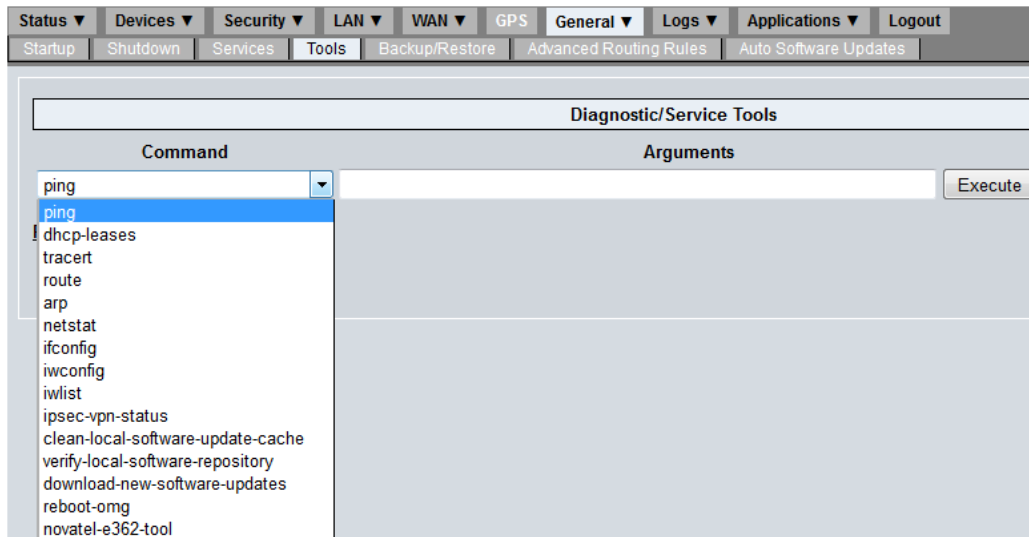 Status ▼ Devices ▼ Security ▼ LAN ▼ WAN ▼ GPS General ▼ Logs ▼ Applications ▼ Logout
Startup Shutdown Services Tools Backup/Restore Advanced Routing Rules Auto Software Updates
Diagnostic/Service Tools
Command Arguments
ping Execute
ping
dhcp-leases
tracert
route
arp
netstat
ifconfig
iwconfig
iwlist
ipsec-vpn-status
clean-local-software-update-cache
verify-local-software-repository
download-new-software-updates
reboot-omg
novatel-e362-tool